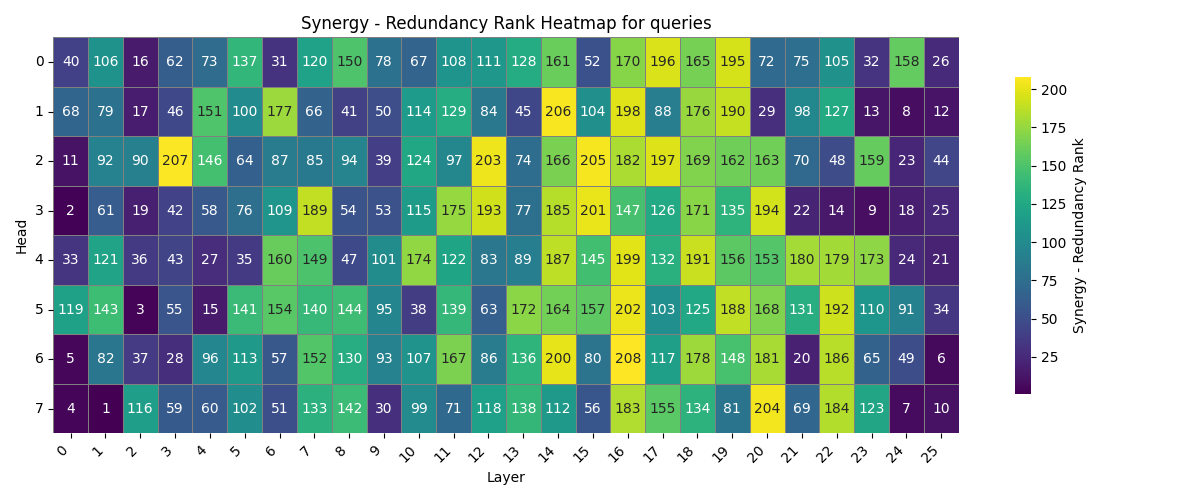 Synergy - Redundancy Rank Heatmap for queries
0 40 106 16 62 73 137 31 120 150 78 67 108 111 128 161 52 170 196 165 195 72 75 105 32 158 26
1 68 79 17 46 151 100 177 66 41 50 114 129 84 45 206 104 198 88 176 190 29 98 127 13 8 12
2 11 92 90 207 146 64 87 85 94 39 124 97 203 74 166 205 182 197 169 162 163 70 48 159 23 44
3 2 61 19 42 58 76 109 189 54 53 115 175 193 77 185 201 147 126 171 135 194 22 14 9 18 25
4 33 121 36 43 27 35 160 149 47 101 174 122 83 89 187 145 199 132 191 156 153 180 179 173 24 21
5 119 143 3 55 15 141 154 140 144 95 38 139 63 172 164 157 202 103 125 188 168 131 192 110 91 34
6 5 82 37 28 96 113 57 152 130 93 107 167 86 136 200 80 208 117 178 148 181 20 186 65 49 6
7 4 1 116 59 60 102 51 133 142 30 99 71 118 138 112 56 183 155 134 81 204 69 184 123 7 10
0 1 2 3 4 5 6 7 8 9 10 11 12 13 14 15 16 17 18 19 20 21 22 23 24 25
Layer
Head
200
175
150
125
100
75
50
25
Synergy - Redundancy Rank